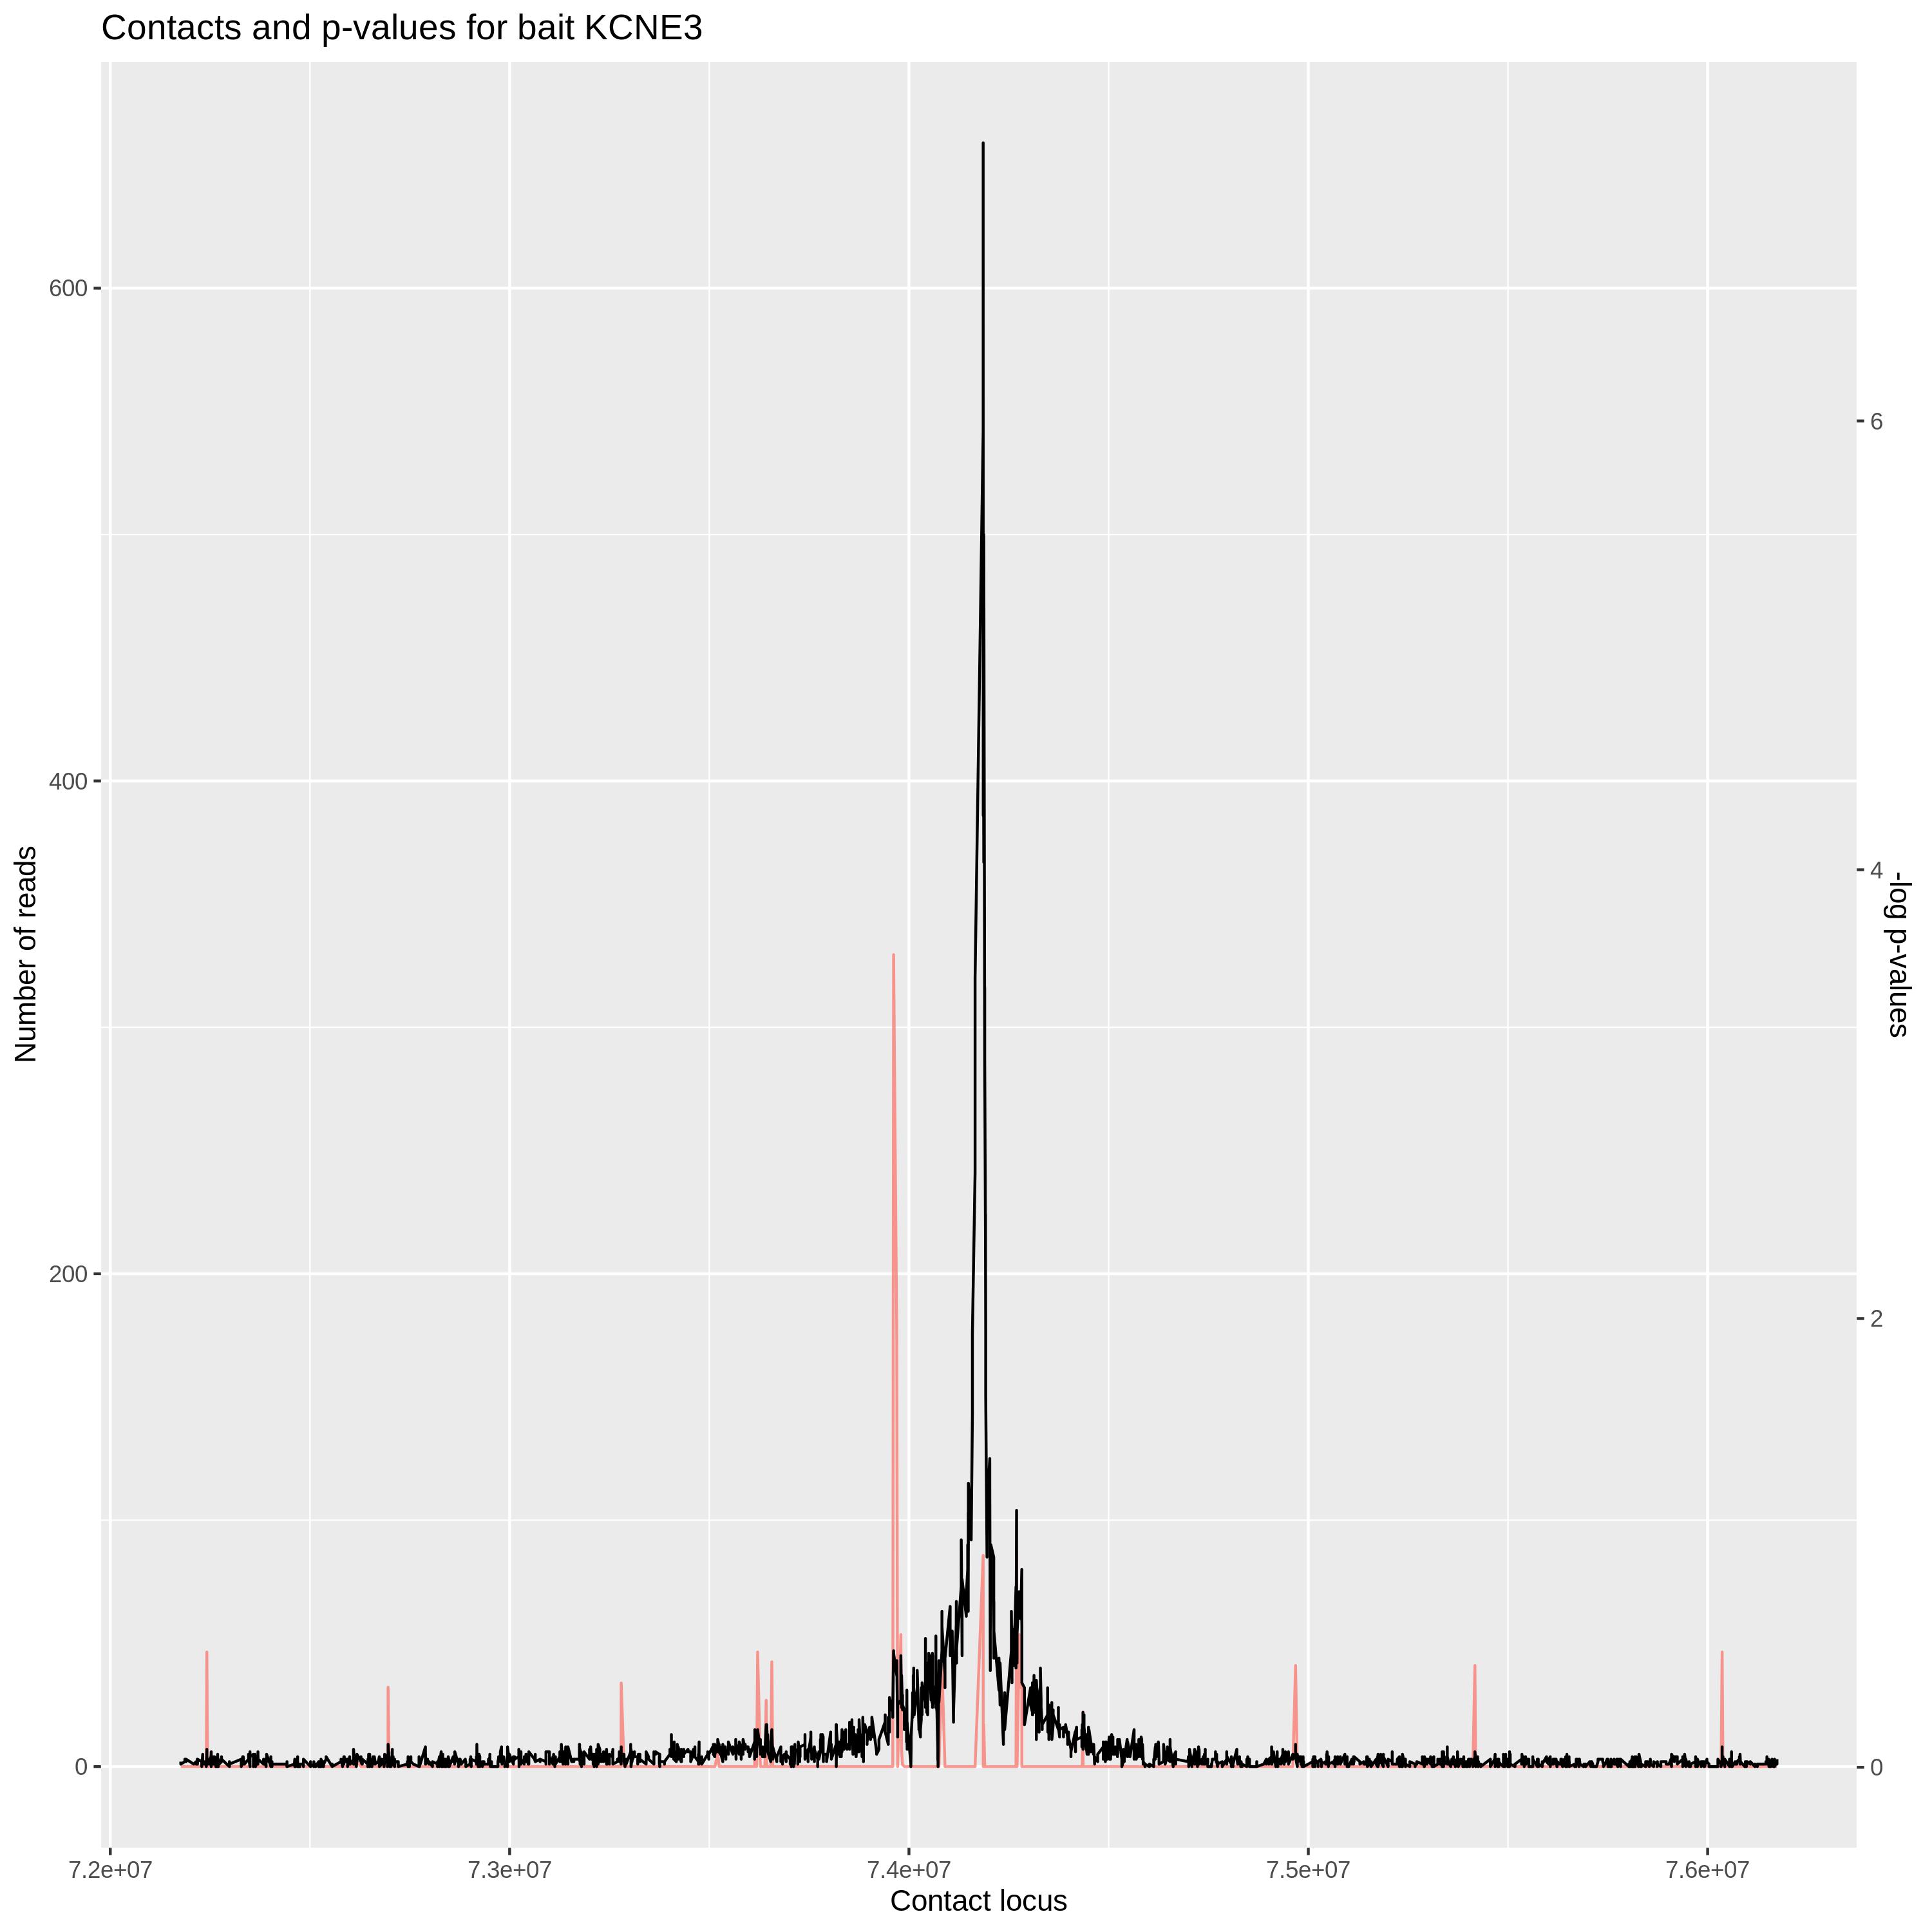 Contacts and p-values for bait KCNE3
600
400
200
0
Number of reads
6
4
2
0
-log p-values
7.2e+07 7.3e+07 7.4e+07 7.5e+07 7.6e+07
Contact locus